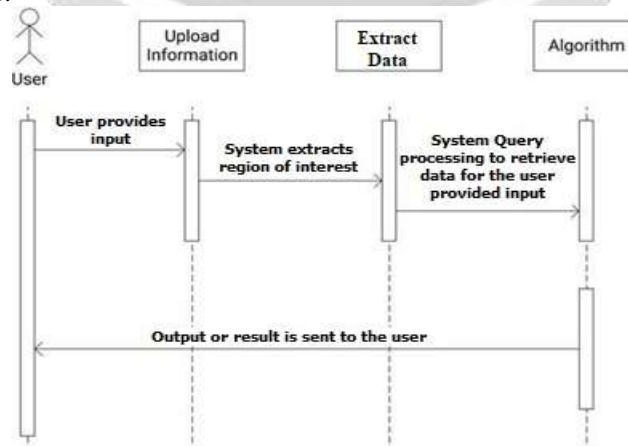 User
Upload
Information
Extract
Data
Algorithm
User provides
input
System extracts
region of interest
System Query
processing to retrieve
data for the user
provided input
Output or result is sent to the user